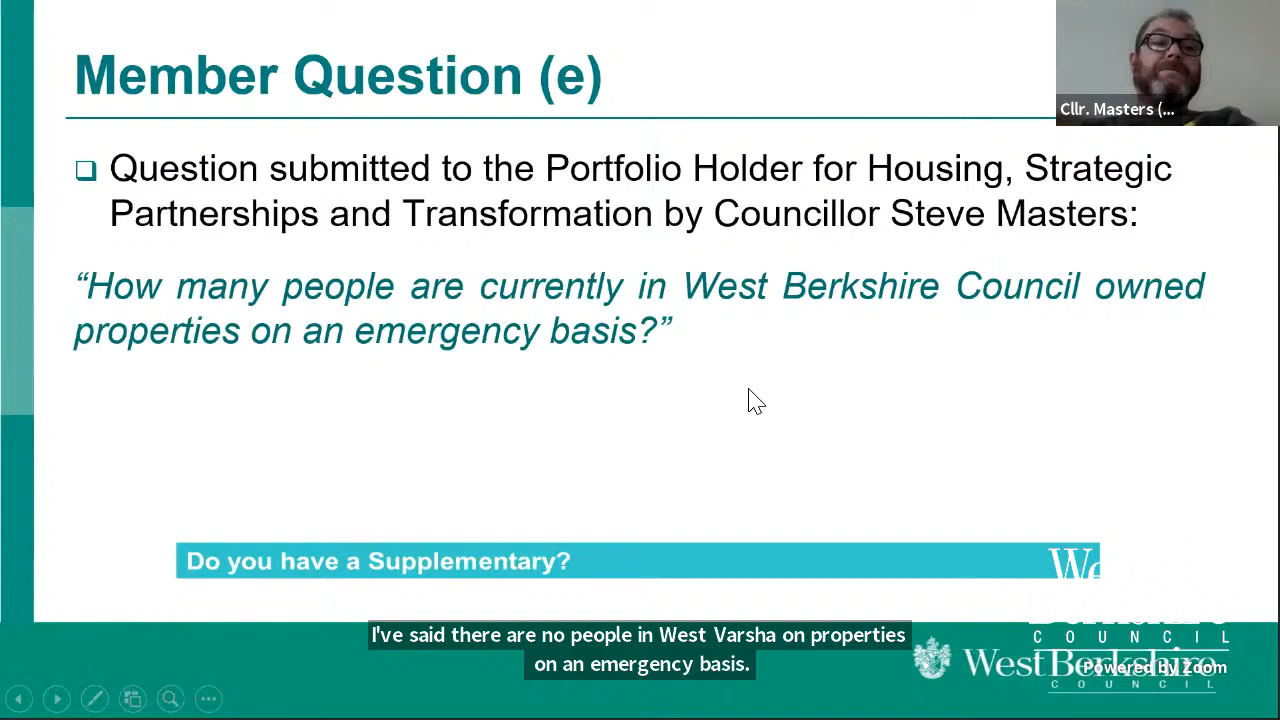 Member Question (e)
Cllr. Masters (...
❑ Question submitted to the Portfolio Holder for Housing, Strategic
Partnerships and Transformation by Councillor Steve Masters:
“How many people are currently in West Berkshire Council owned
properties on an emergency basis?”
Do you have a Supplementary?
I've said there are no people in West Varsha on properties
on an emergency basis.
COUNCIL
West Berkshire
Powered by Zoom
COUNCIL